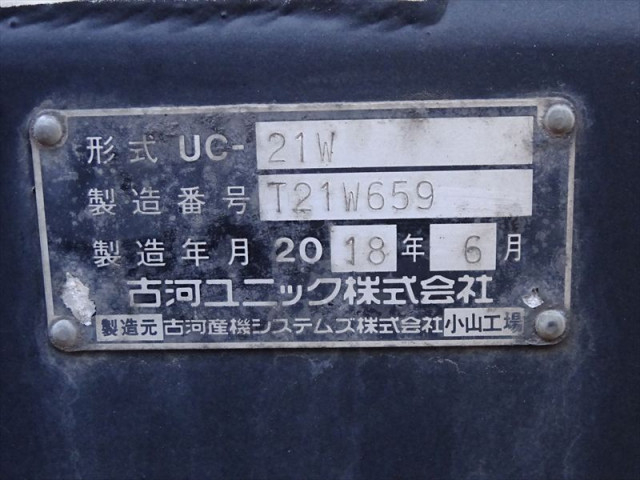 形式 UC-21W
製造番号 T21W659
製造年月 2018年 6月
古河ユニック株式会社
製造元 古河産機システムズ株式会社 小山工場